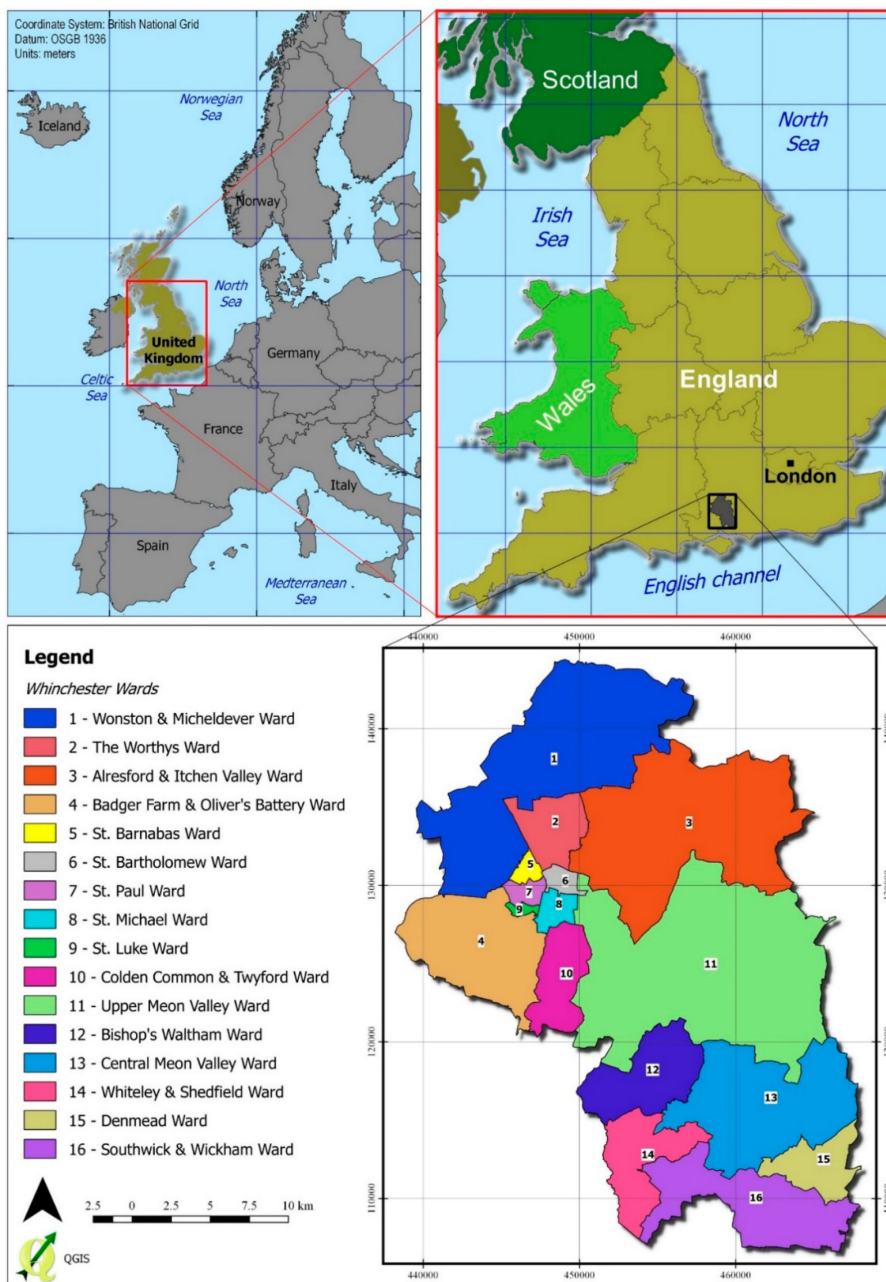 Coordinate System: British National Grid
Datum: OSGB 1936
Units: meters
Iceland
Norwegian
Sea
Norway
North
Sea
United
Kingdom
Celtic
Sea
Germany
France
Italy
Spain
Medterranean
Sea
Scotland
North
Sea
Irish
Sea
Wales
England
London
English channel
Legend
Whinchester Wards
1 - Wonston & Micheldever Ward
2 - The Worthys Ward
3 - Alresford & Itchen Valley Ward
4 - Badger Farm & Oliver's Battery Ward
5 - St. Barnabas Ward
6 - St. Bartholomew Ward
7 - St. Paul Ward
8 - St. Michael Ward
9 - St. Luke Ward
10 - Colden Common & Twyford Ward
11 - Upper Meon Valley Ward
12 - Bishop's Waltham Ward
13 - Central Meon Valley Ward
14 - Whiteley & Shedfield Ward
15 - Denmead Ward
16 - Southwick & Wickham Ward
2.5 0 2.5 5 7.5 10 km
QGIS
440000 450000 460000
140000 140000
130000 130000
120000 120000
110000 110000
1
2
3
5
6
7
8
9
4
10
11
12
13
14
15
16
440000 450000 460000